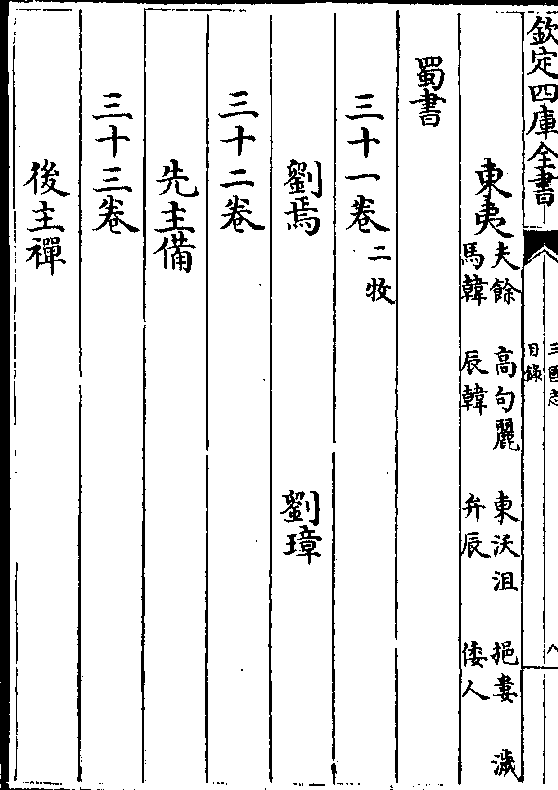 欽定四庫全書
三國志
目錄
八
東夷
夫餘 高句麗 東沃沮 挹婁 濊
馬韓 辰韓 弁辰 倭人
蜀書
三十一卷 二牧
劉焉 劉璋
三十二卷
先主備
三十三卷
後主禪